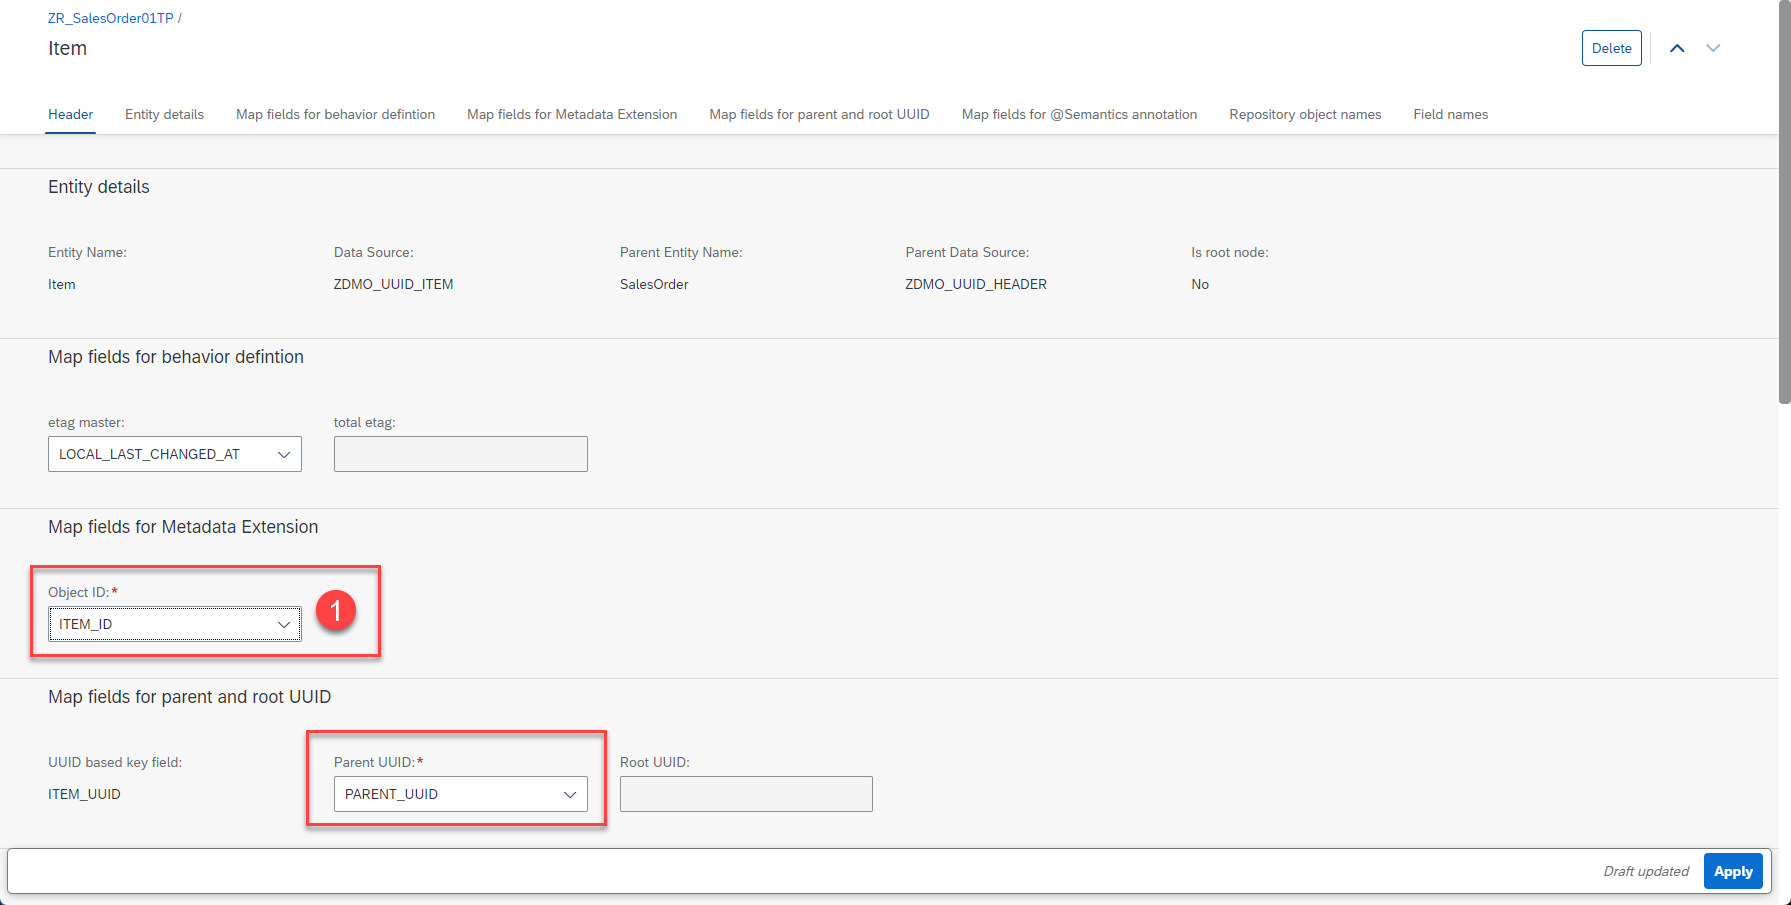 ZR_SalesOrder01TP /
Item
Delete
Header Entity details Map fields for behavior defintion Map fields for Metadata Extension Map fields for parent and root UUID Map fields for @Semantics annotation Repository object names Field names
Entity details
Entity Name: Data Source: Parent Entity Name: Parent Data Source: Is root node:
Item ZDMO_UUID_ITEM SalesOrder ZDMO_UUID_HEADER No
Map fields for behavior defintion
etag master: total etag:
LOCAL_LAST_CHANGED_AT
Map fields for Metadata Extension
Object ID:*
ITEM_ID
1
Map fields for parent and root UUID
UUID based key field: Parent UUID:* Root UUID:
ITEM_UUID PARENT_UUID
Draft updated Apply